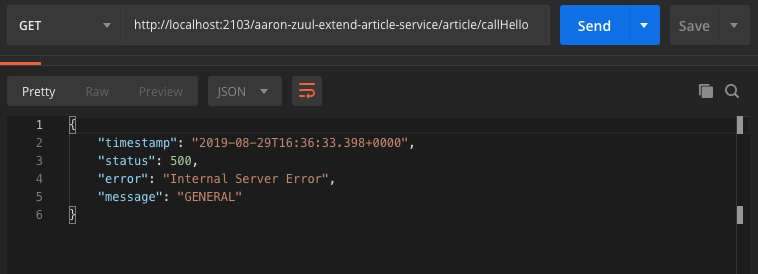 GET http://localhost:2103/aaron-zuul-extend-article-service/article/callHello Send Save
Pretty Raw Preview JSON
1 {
2 "timestamp": "2019-08-29T16:36:33.398+0000",
3 "status": 500,
4 "error": "Internal Server Error",
5 "message": "GENERAL"
6 }